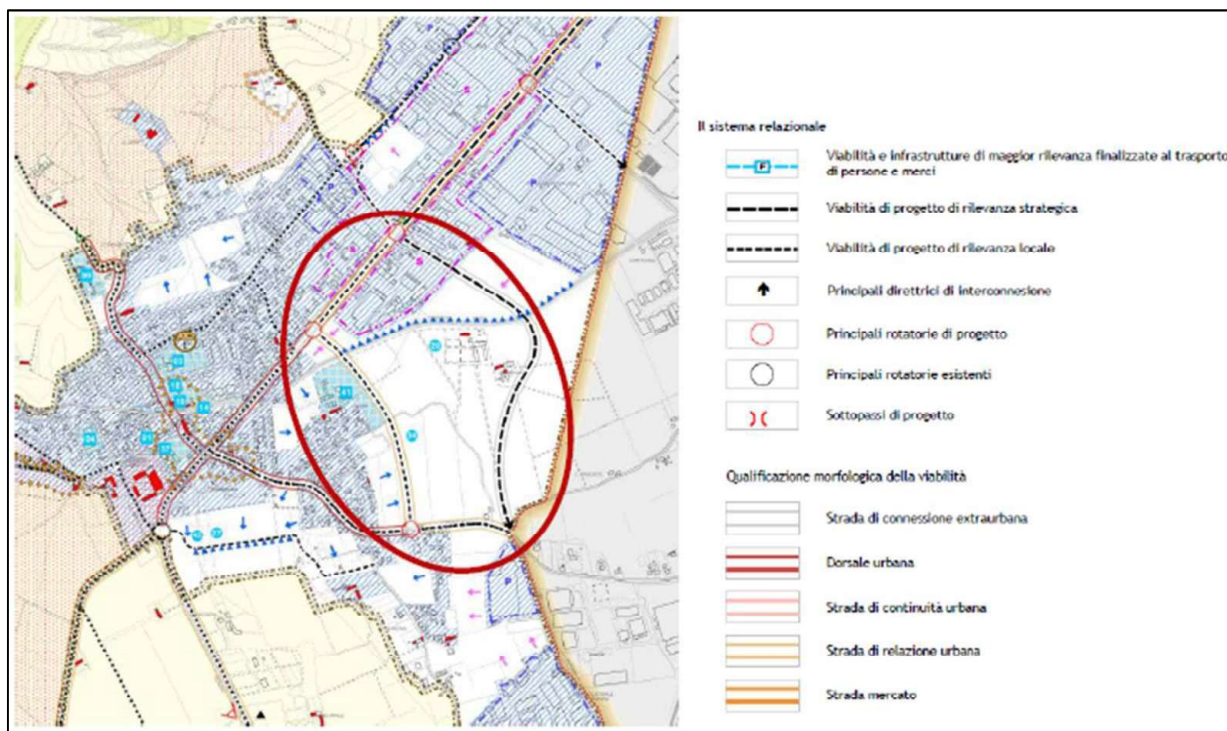 Il sistema relazionale
Viabilità e infrastrutture di maggior rilevanza finalizzate al trasporto
di persone e merci
Viabilità di progetto di rilevanza strategica
Viabilità di progetto di rilevanza locale
Principali direttrici di interconnesione
Principali rotatorie di progetto
Principali rotatorie esistenti
Sottopassi di progetto
Qualificazione morfologica della viabilità
Strada di connessione extraurbana
Dorsale urbana
Strada di continuità urbana
Strada di relazione urbana
Strada mercato
P
P
P